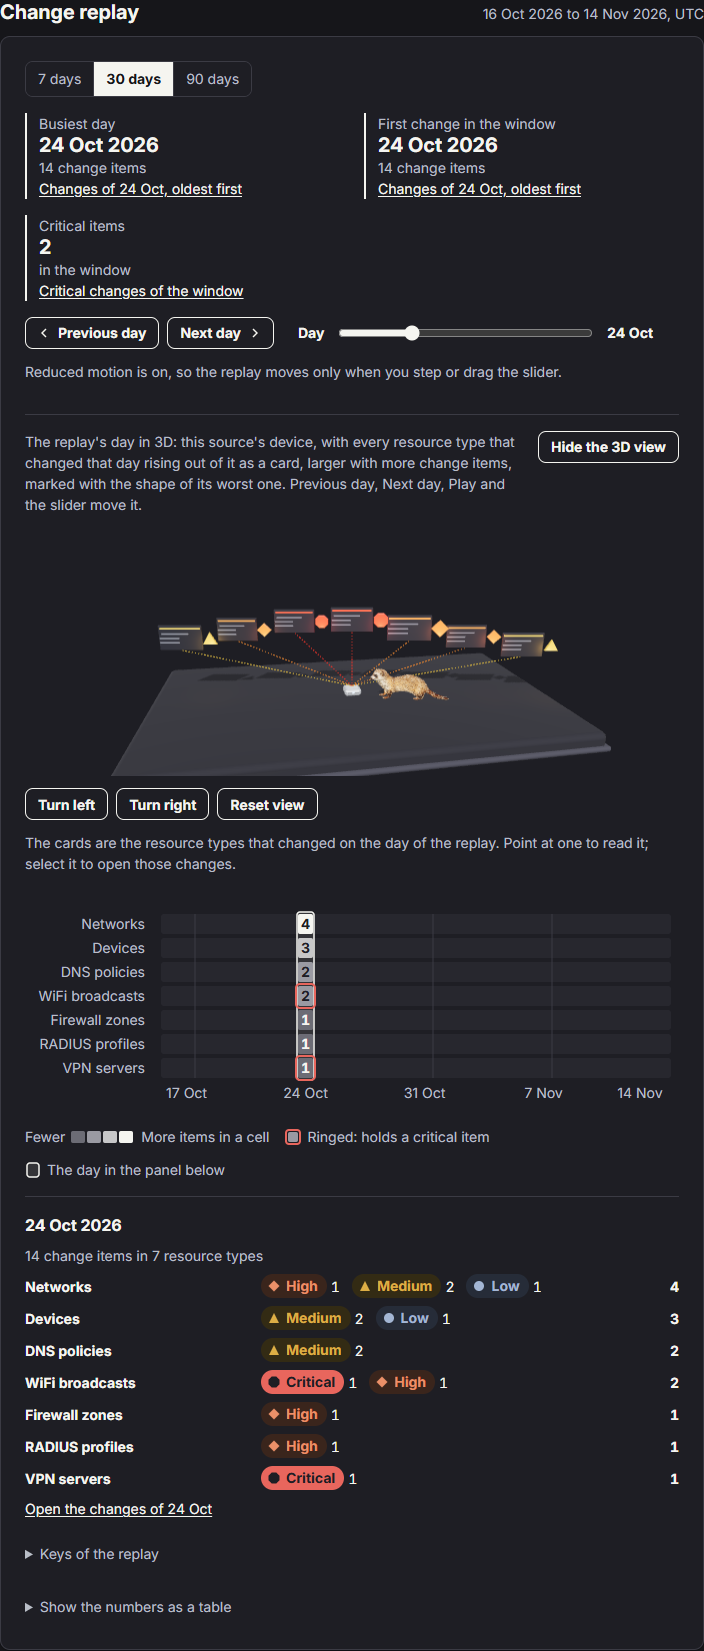 Change replay
16 Oct 2026 to 14 Nov 2026, UTC
7 days
30 days
90 days
Busiest day
24 Oct 2026
14 change items
Changes of 24 Oct, oldest first
First change in the window
24 Oct 2026
14 change items
Changes of 24 Oct, oldest first
Critical items
2
in the window
Critical changes of the window
Previous day
Next day
Day
24 Oct
Reduced motion is on, so the replay moves only when you step or drag the slider.
The replay's day in 3D: this source's device, with every resource type that
changed that day rising out of it as a card, larger with more change items,
marked with the shape of its worst one. Previous day, Next day, Play and
the slider move it.
Hide the 3D view
Turn left
Turn right
Reset view
The cards are the resource types that changed on the day of the replay. Point at one to read it;
select it to open those changes.
Networks 4
Devices 3
DNS policies 2
WiFi broadcasts 2
Firewall zones 1
RADIUS profiles 1
VPN servers 1
17 Oct 24 Oct 31 Oct 7 Nov 14 Nov
Fewer More items in a cell Ringed: holds a critical item
The day in the panel below
24 Oct 2026
14 change items in 7 resource types
Networks High 1 Medium 2 Low 1 4
Devices Medium 2 Low 1 3
DNS policies Medium 2 2
WiFi broadcasts Critical 1 High 1 2
Firewall zones High 1 1
RADIUS profiles High 1 1
VPN servers Critical 1 1
Open the changes of 24 Oct
Keys of the replay
Show the numbers as a table